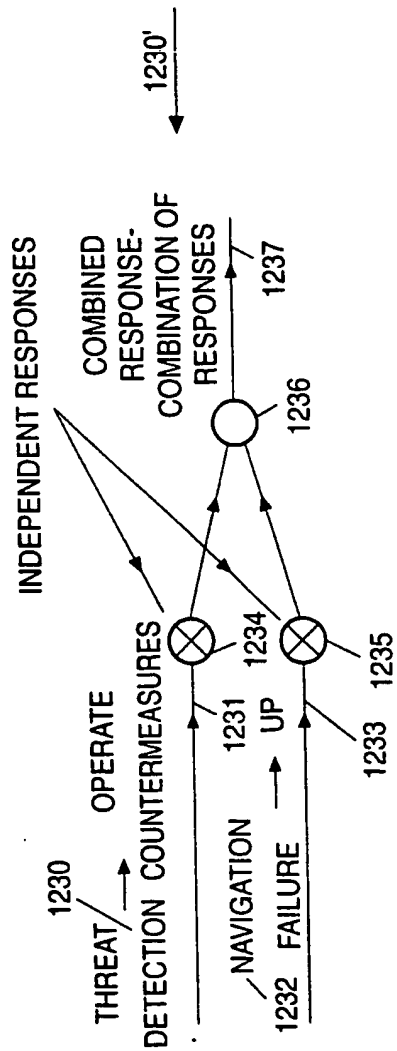 1230'
INDEPENDENT RESPONSES
COMBINED
RESPONSE-
COMBINATION OF
RESPONSES
1237
1236
1230
THREAT → OPERATE
DETECTION COUNTERMEASURES
1231
1234
NAVIGATION → UP
FAILURE
1232
1233
1235